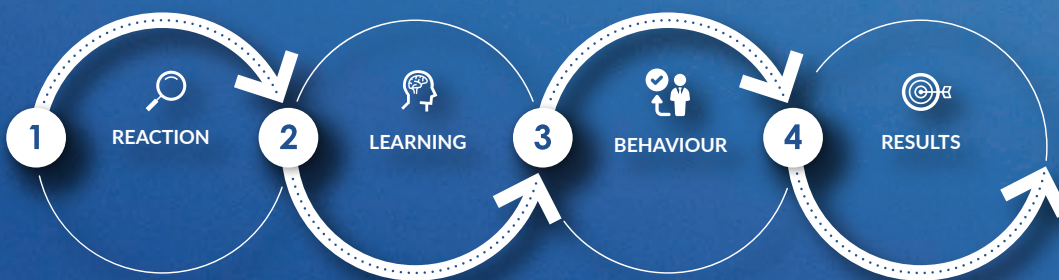 1
REACTION
2
LEARNING
3
BEHAVIOUR
4
RESULTS